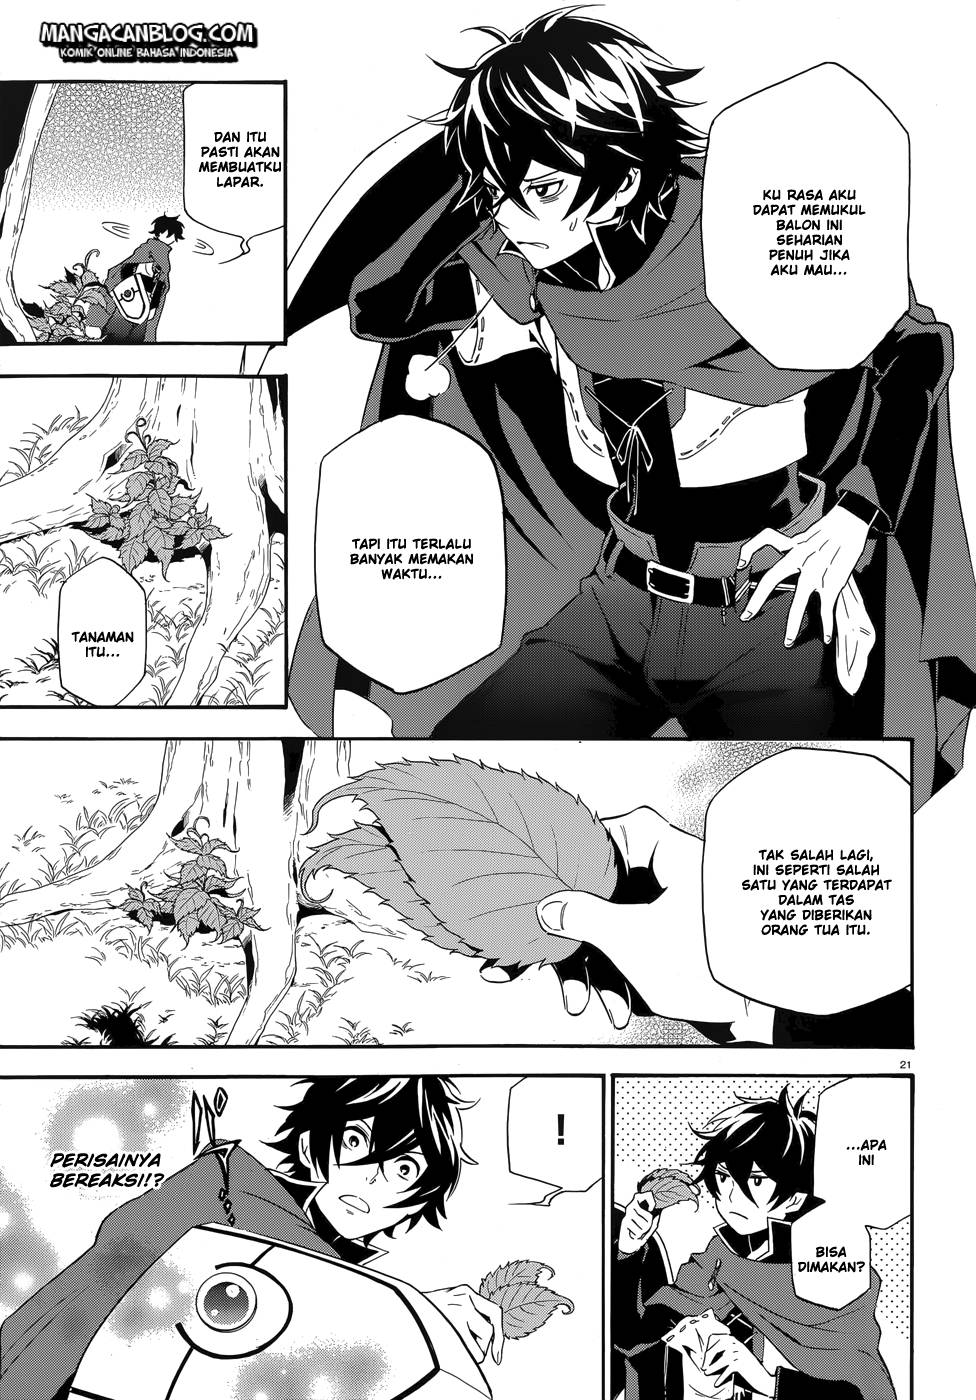 MANGACANBLOG.COM
KOMIK ONLINE BAHASA INDONESIA
KU RASA AKU
DAPAT MEMUKUL
BALON INI
SEHARIAN
PENUH JIKA
AKU MAU...
TAPI ITU TERLALU
BANYAK MEMAKAN
WAKTU...
DAN ITU
PASTI AKAN
MEMBUATKU
LAPAR.
TANAMAN
ITU...
TAK SALAH LAGI,
INI SEPERTI SALAH
SATU YANG TERDAPAT
DALAM TAS
YANG DIBERIKAN
ORANG TUA ITU.
21
...APA
INI
BISA
DIMAKAN?
!
PERISAINYA
BEREAKSI!?